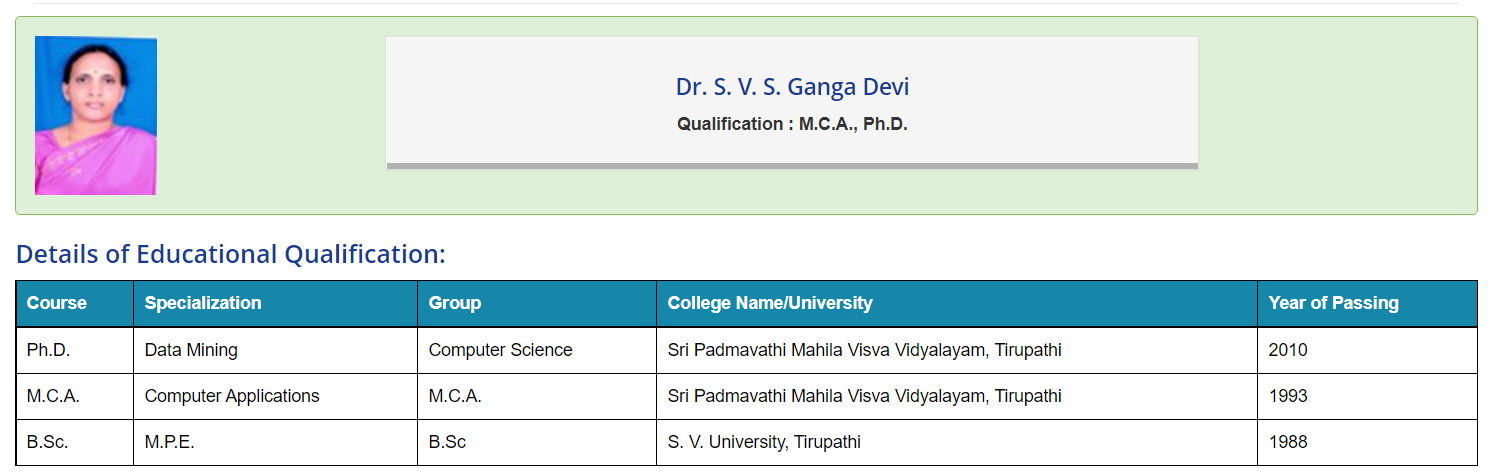 Dr. S. V. S. Ganga Devi
Qualification : M.C.A., Ph.D.
Details of Educational Qualification:
Course Specialization Group College Name/University Year of Passing
Ph.D. Data Mining Computer Science Sri Padmavathi Mahila Visva Vidyalayam, Tirupathi 2010
M.C.A. Computer Applications M.C.A. Sri Padmavathi Mahila Visva Vidyalayam, Tirupathi 1993
B.Sc. M.P.E. B.Sc S. V. University, Tirupathi 1988